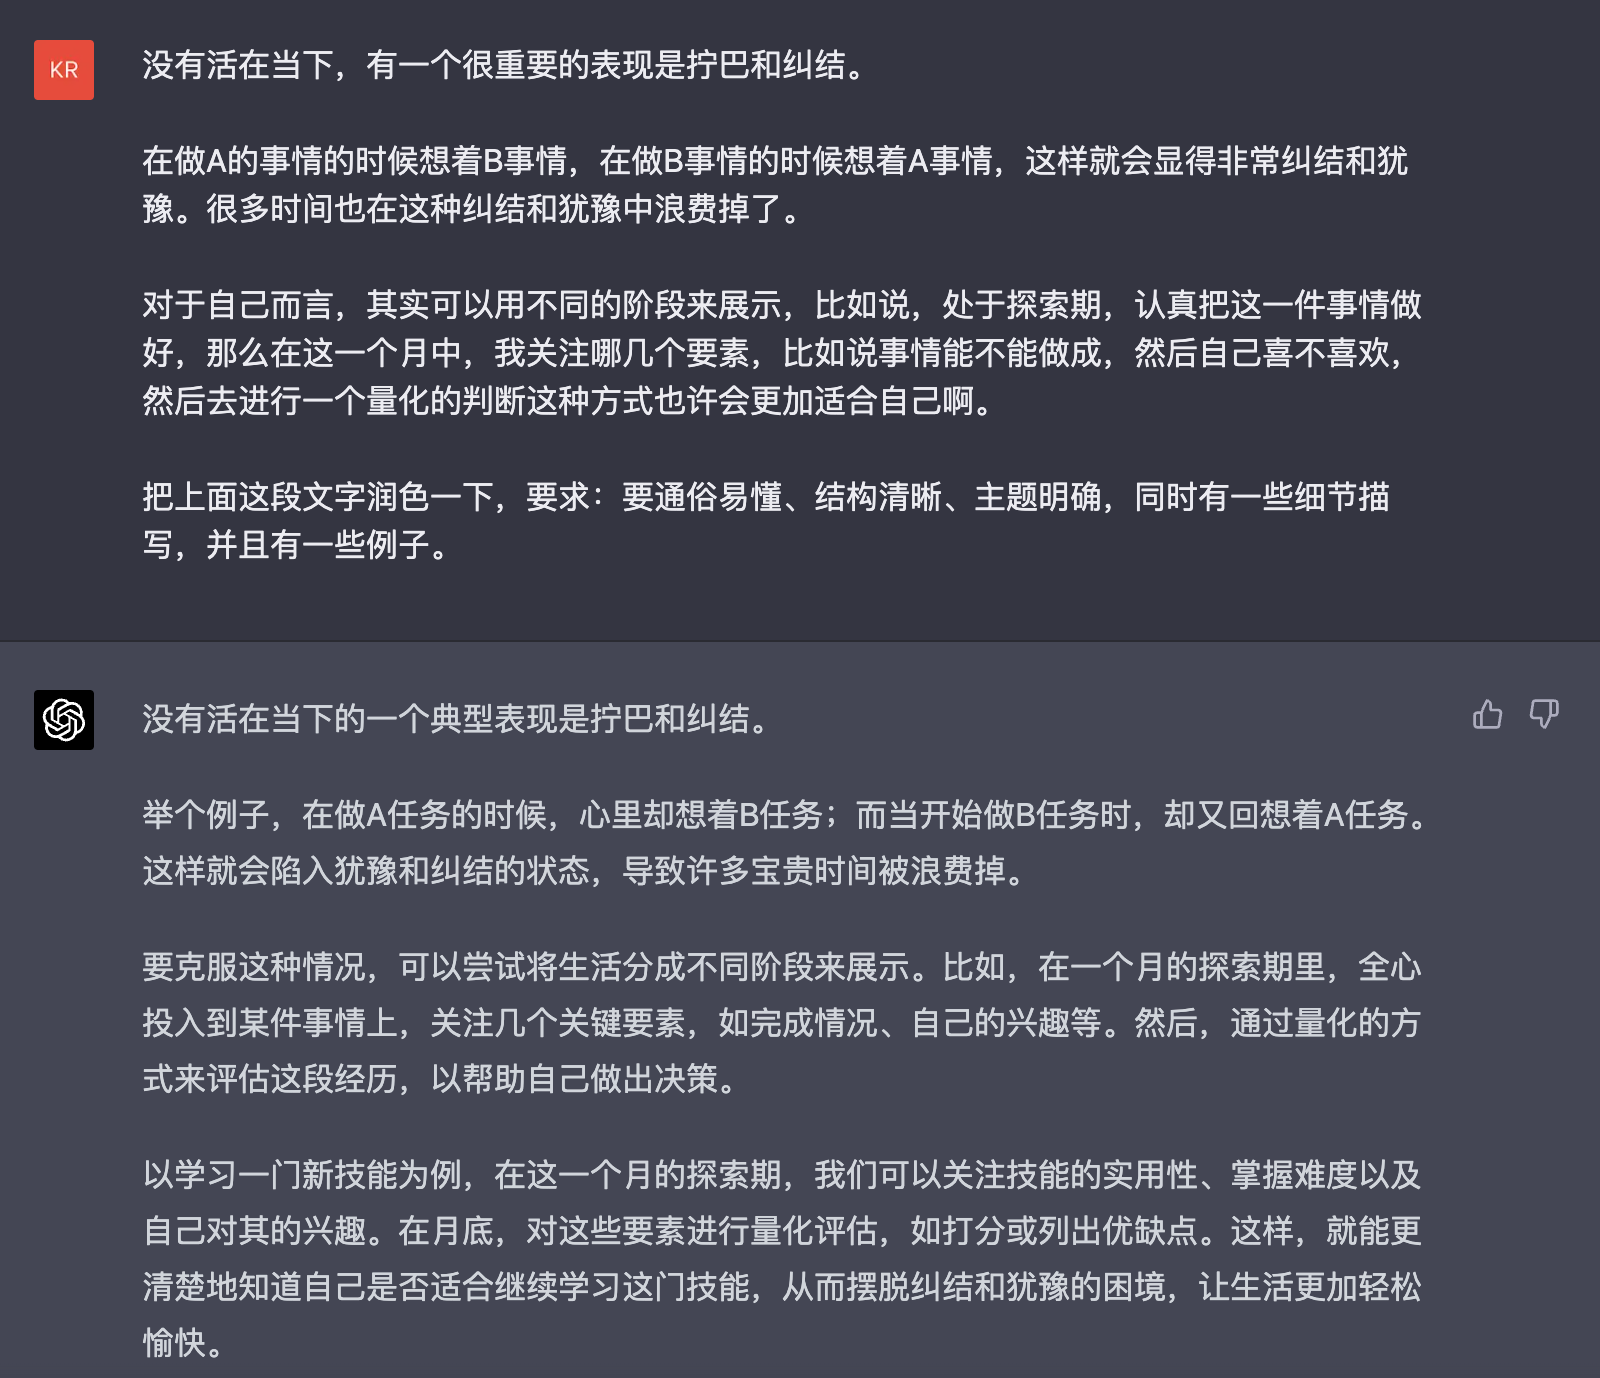 KR
没有活在当下，有一个很重要的表现是拧巴和纠结。
在做A的事情的时候想着B事情，在做B事情的时候想着A事情，这样就会显得非常纠结和犹
豫。很多时间也在这种纠结和犹豫中浪费掉了。
对于自己而言，其实可以用不同的阶段来展示，比如说，处于探索期，认真把这一件事情做
好，那么在这一个月中，我关注哪几个要素，比如说事情能不能做成，然后自己喜不喜欢，
然后去进行一个量化的判断这种方式也许会更加适合自己啊。
把上面这段文字润色一下，要求：要通俗易懂、结构清晰、主题明确，同时有一些细节描
写，并且有一些例子。
没有活在当下的一个典型表现是拧巴和纠结。
举个例子，在做A任务的时候，心里却想着B任务；而当开始做B任务时，却又回想着A任务。
这样就会陷入犹豫和纠结的状态，导致许多宝贵时间被浪费掉。
要克服这种情况，可以尝试将生活分成不同阶段来展示。比如，在一个月的探索期里，全心
投入到某件事情上，关注几个关键要素，如完成情况、自己的兴趣等。然后，通过量化的方
式来评估这段经历，以帮助自己做出决策。
以学习一门新技能为例，在这一个月的探索期，我们可以关注技能的实用性、掌握难度以及
自己对其的兴趣。在月底，对这些要素进行量化评估，如打分或列出优缺点。这样，就能更
清楚地知道自己是否适合继续学习这门技能，从而摆脱纠结和犹豫的困境，让生活更加轻松
愉快。